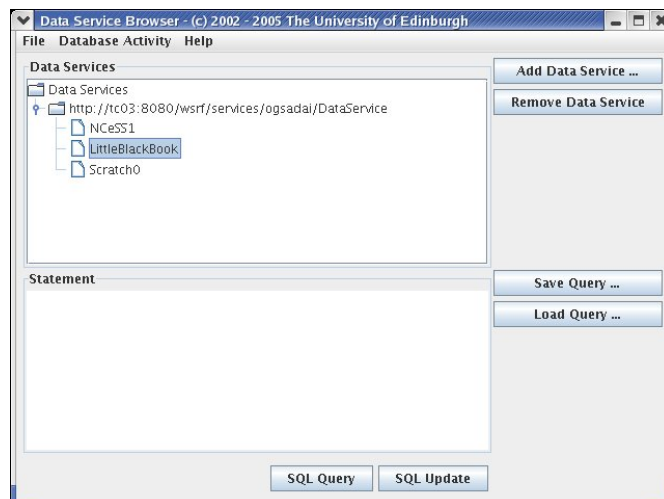 Data Service Browser - (c) 2002 - 2005 The University of Edinburgh
File Database Activity Help
Data Services
Add Data Service ...
Data Services
http://tc03:8080/wsrf/services/ogsadai/DataService
Remove Data Service
NCeSS1
LittleBlackBook
Scratch0
Statement
Save Query ...
Load Query ...
SQL Query SQL Update